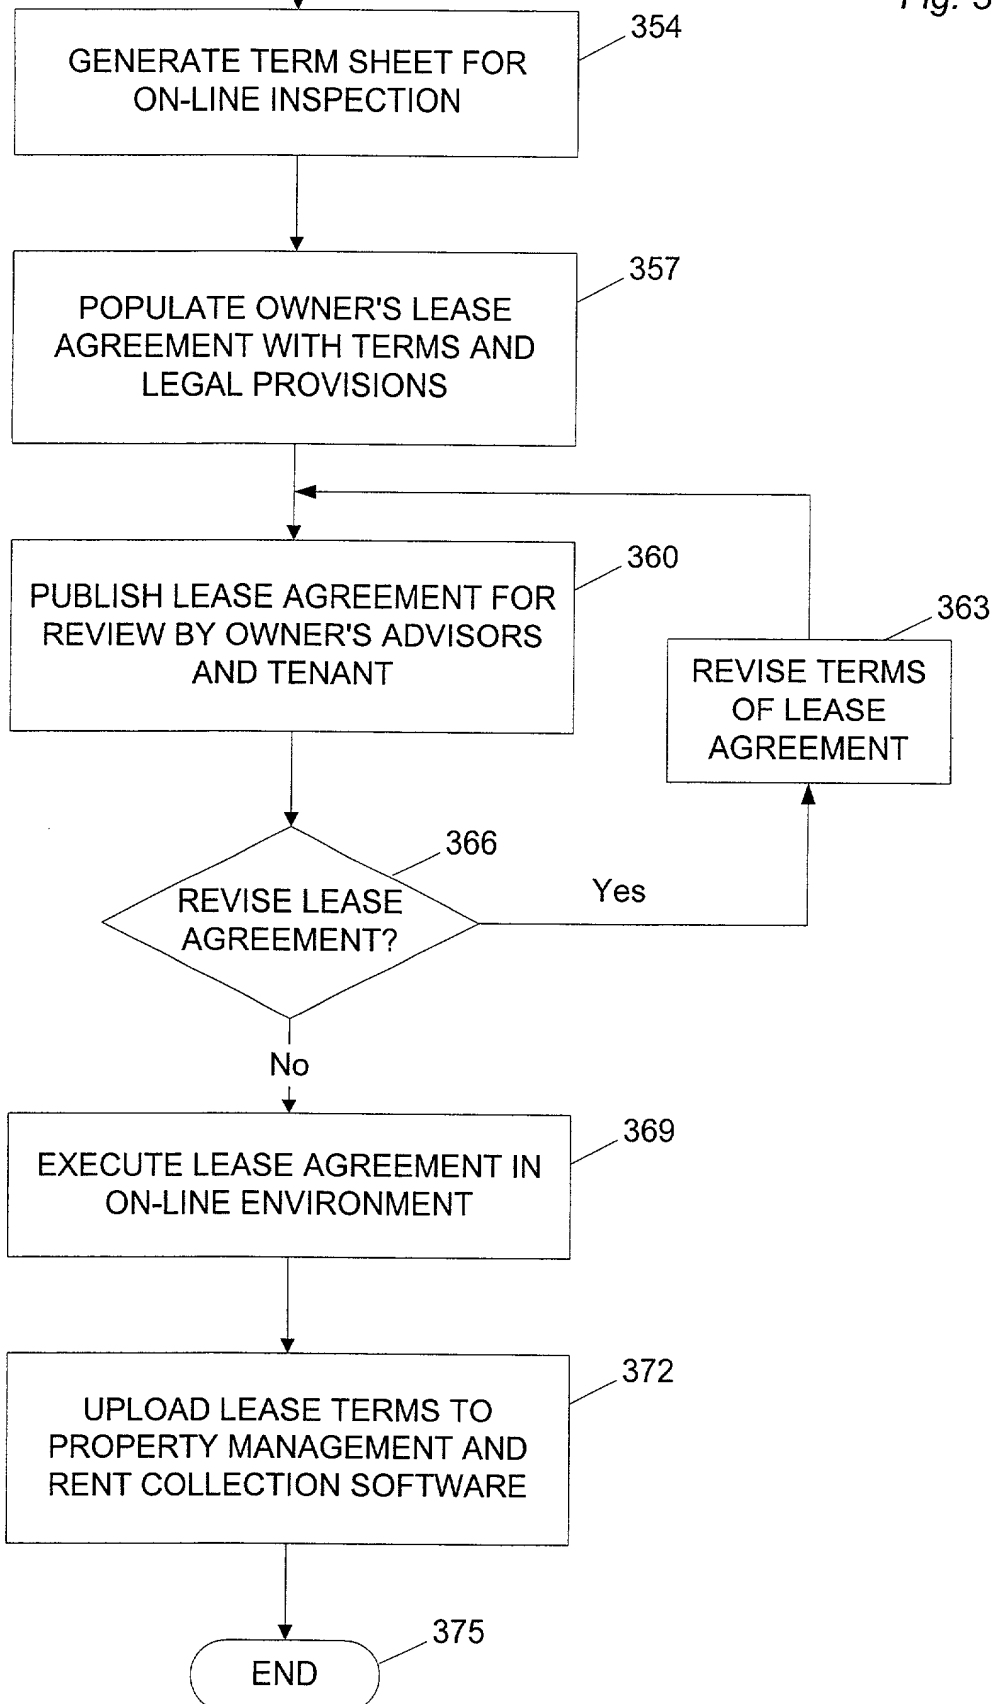 Fig. 3
354
GENERATE TERM SHEET FOR
ON-LINE INSPECTION
357
POPULATE OWNER'S LEASE
AGREEMENT WITH TERMS AND
LEGAL PROVISIONS
360
PUBLISH LEASE AGREEMENT FOR
REVIEW BY OWNER'S ADVISORS
AND TENANT
363
REVISE TERMS
OF LEASE
AGREEMENT
366
REVISE LEASE
AGREEMENT?
Yes
No
369
EXECUTE LEASE AGREEMENT IN
ON-LINE ENVIRONMENT
372
UPLOAD LEASE TERMS TO
PROPERTY MANAGEMENT AND
RENT COLLECTION SOFTWARE
375
END